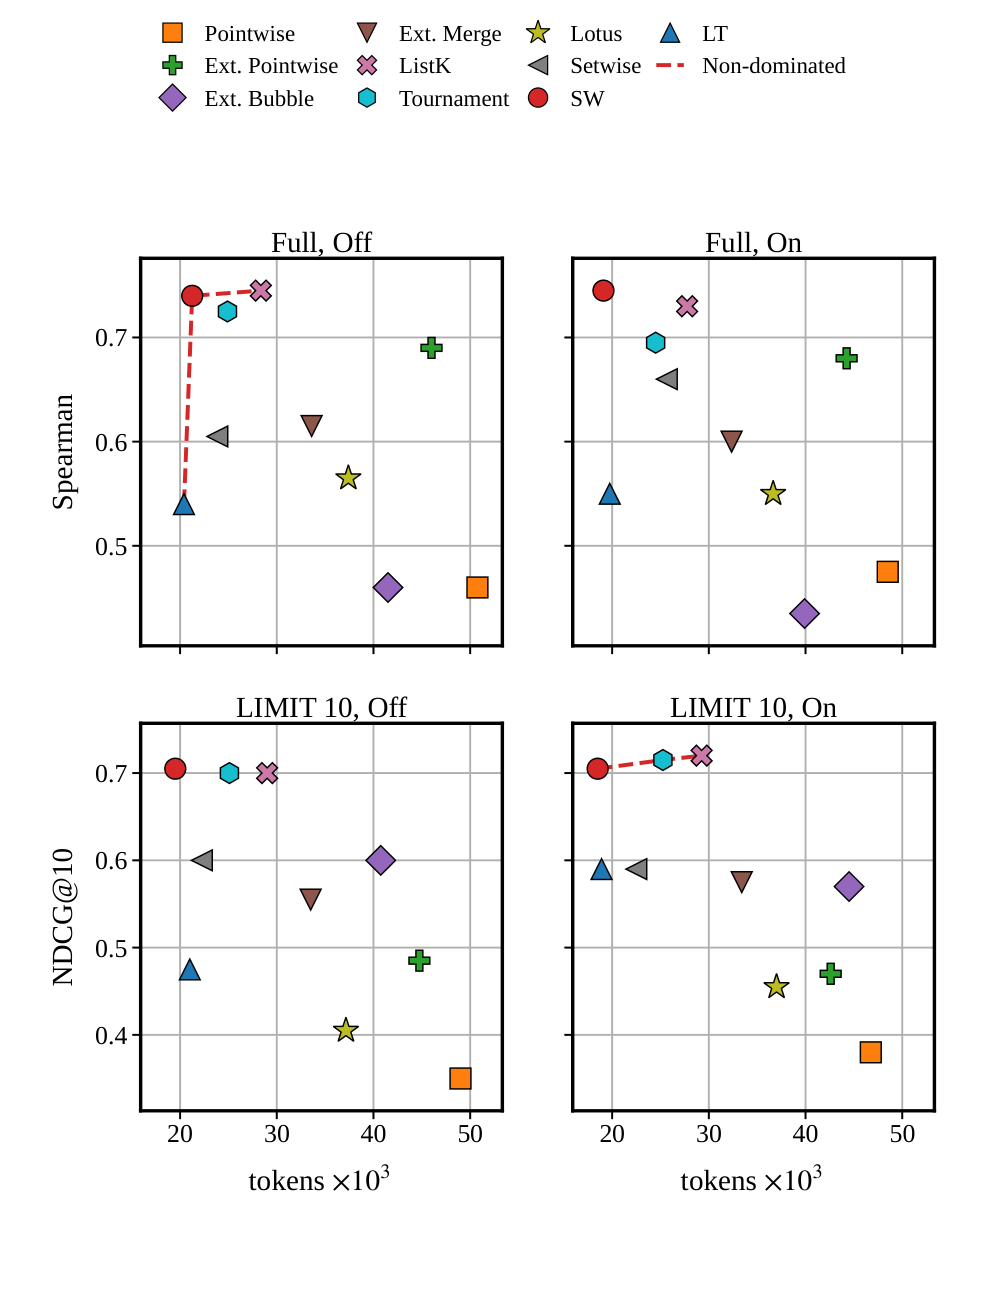 Pointwise Ext. Merge Lotus LT
Ext. Pointwise ListK Setwise Non-dominated
Ext. Bubble Tournament SW
Full, Off Full, On
Spearman
0.7
0.6
0.5
LIMIT 10, Off LIMIT 10, On
NDCG@10
0.7
0.6
0.5
0.4
20 30 40 50 20 30 40 50
tokens ×10³ tokens ×10³